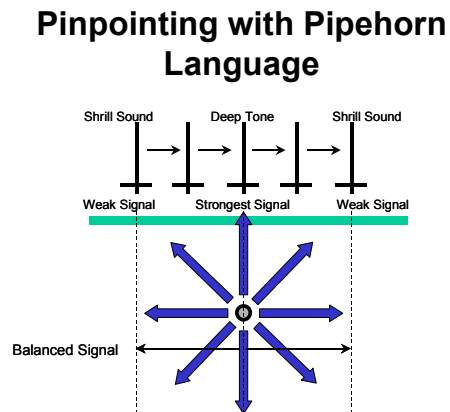 Pinpointing with Pipehorn
Language
Shrill Sound Deep Tone Shrill Sound
Weak Signal Strongest Signal Weak Signal
Balanced Signal